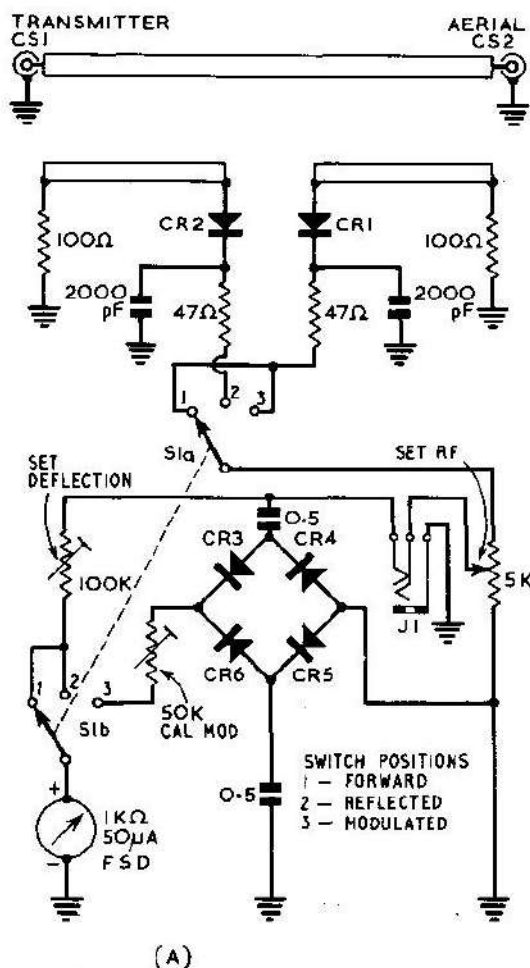 TRANSMITTER
CS1
AERIAL
CS2
CR2
CR1
100Ω
100Ω
2000
pF
47Ω
47Ω
2000
pF
1
2
3
S1a
SET
DEFLECTION
SET RF
0.5
CR3
CR4
100K
5K
J1
CR6
CR5
1
2
3
S1b
50K
CAL MOD
SWITCH POSITIONS
1 – FORWARD
2 – REFLECTED
3 – MODULATED
0.5
+
1KΩ
50μA
FSD
−
(A)